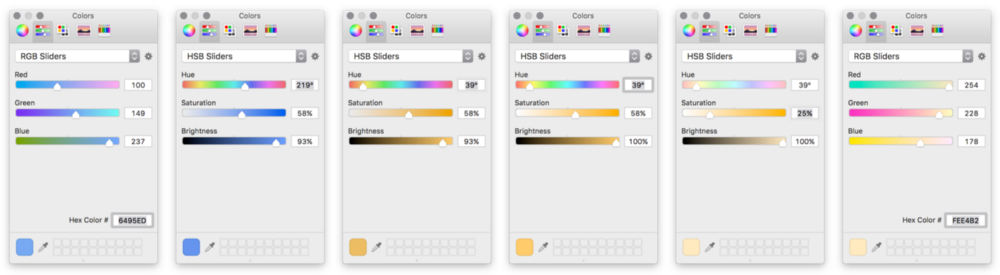 Colors
RGB Sliders
Red
100
Green
149
Blue
237
Hex Color # 6495ED
Colors
HSB Sliders
Hue
219°
Saturation
58%
Brightness
93%
Colors
HSB Sliders
Hue
39°
Saturation
58%
Brightness
93%
Colors
HSB Sliders
Hue
39°
Saturation
58%
Brightness
100%
Colors
HSB Sliders
Hue
39°
Saturation
25%
Brightness
100%
Colors
RGB Sliders
Red
254
Green
228
Blue
178
Hex Color # FEE4B2